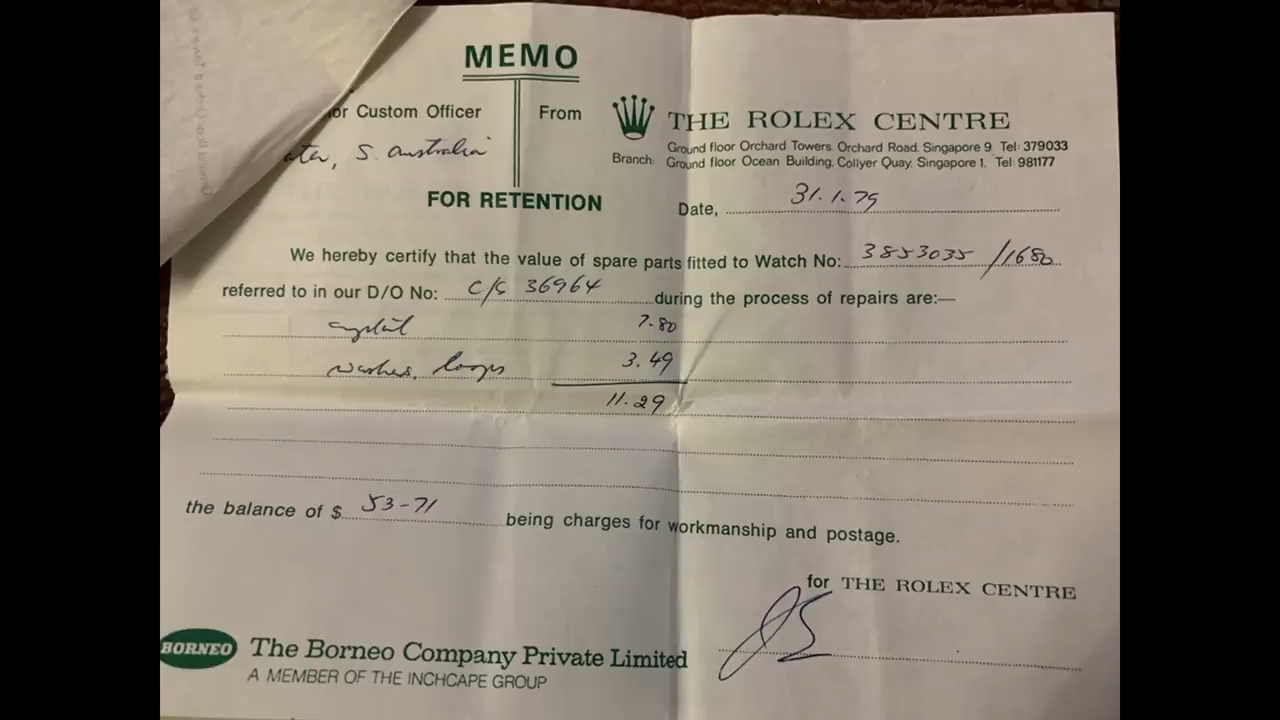 MEMO
or Custom Officer
From
THE ROLEX CENTRE
S. Australia
Ground floor Orchard Towers, Orchard Road, Singapore 9. Tel: 379033
Branch: Ground floor Ocean Building, Collyer Quay, Singapore 1. Tel: 981177
FOR RETENTION
Date, 31.1.79
We hereby certify that the value of spare parts fitted to Watch No: 3853035 /1680
referred to in our D/O No: C/S 36964 during the process of repairs are:—
crystal 7.80
washers, loops 3.49
11.29
the balance of $ 53-71 being charges for workmanship and postage.
for THE ROLEX CENTRE
BORNEO The Borneo Company Private Limited
A MEMBER OF THE INCHCAPE GROUP